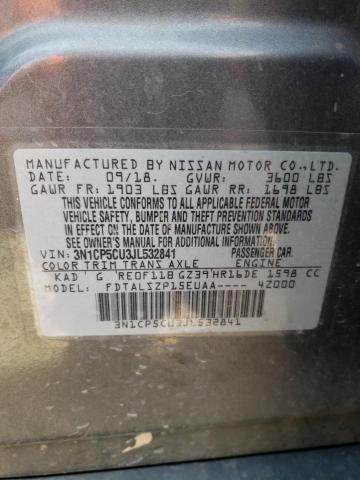 MANUFACTURED BY NISSAN MOTOR CO., LTD.
DATE: 09/18. GVWR: 3600 LBS
GAWR FR: 1903 LBS GAWR RR: 1698 LBS
THIS VEHICLE CONFORMS TO ALL APPLICABLE FEDERAL MOTOR
VEHICLE SAFETY, BUMPER AND THEFT PREVENTION STANDARDS
IN EFFECT ON THE DATE OF MANUFACTURE SHOWN ABOVE.
SEE OWNER'S MANUAL FOR ADDITIONAL INFORMATION.
VIN: 3N1CP5CU3JL532841 PASSENGER CAR.
COLOR TRIM TRANS AXLE ENGINE
KAD G RE0F11B GZ39 HR16DE 1598 CC
MODEL: FDTALSZP15EUAA---- 4Z000
3N1CP5CU3JL532841